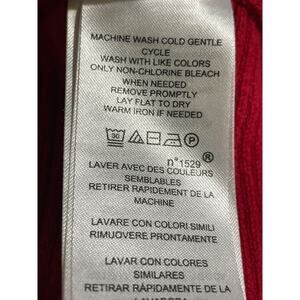 MACHINE WASH COLD GENTLE
CYCLE
WASH WITH LIKE COLORS
ONLY NON-CHLORINE BLEACH
WHEN NEEDED
REMOVE PROMPTLY
LAY FLAT TO DRY
WARM IRON IF NEEDED
30
n°1529®
LAVER AVEC DES COULEURS
SEMBLABLES
RETIRER RAPIDEMENT DE LA
MACHINE
LAVARE CON COLORI SIMILI
RIMUOVERE PRONTAMENTE
LAVAR CON COLORES
SIMILARES
RETIRAR RÁPIDAMENTE DE LA
LAVADORA